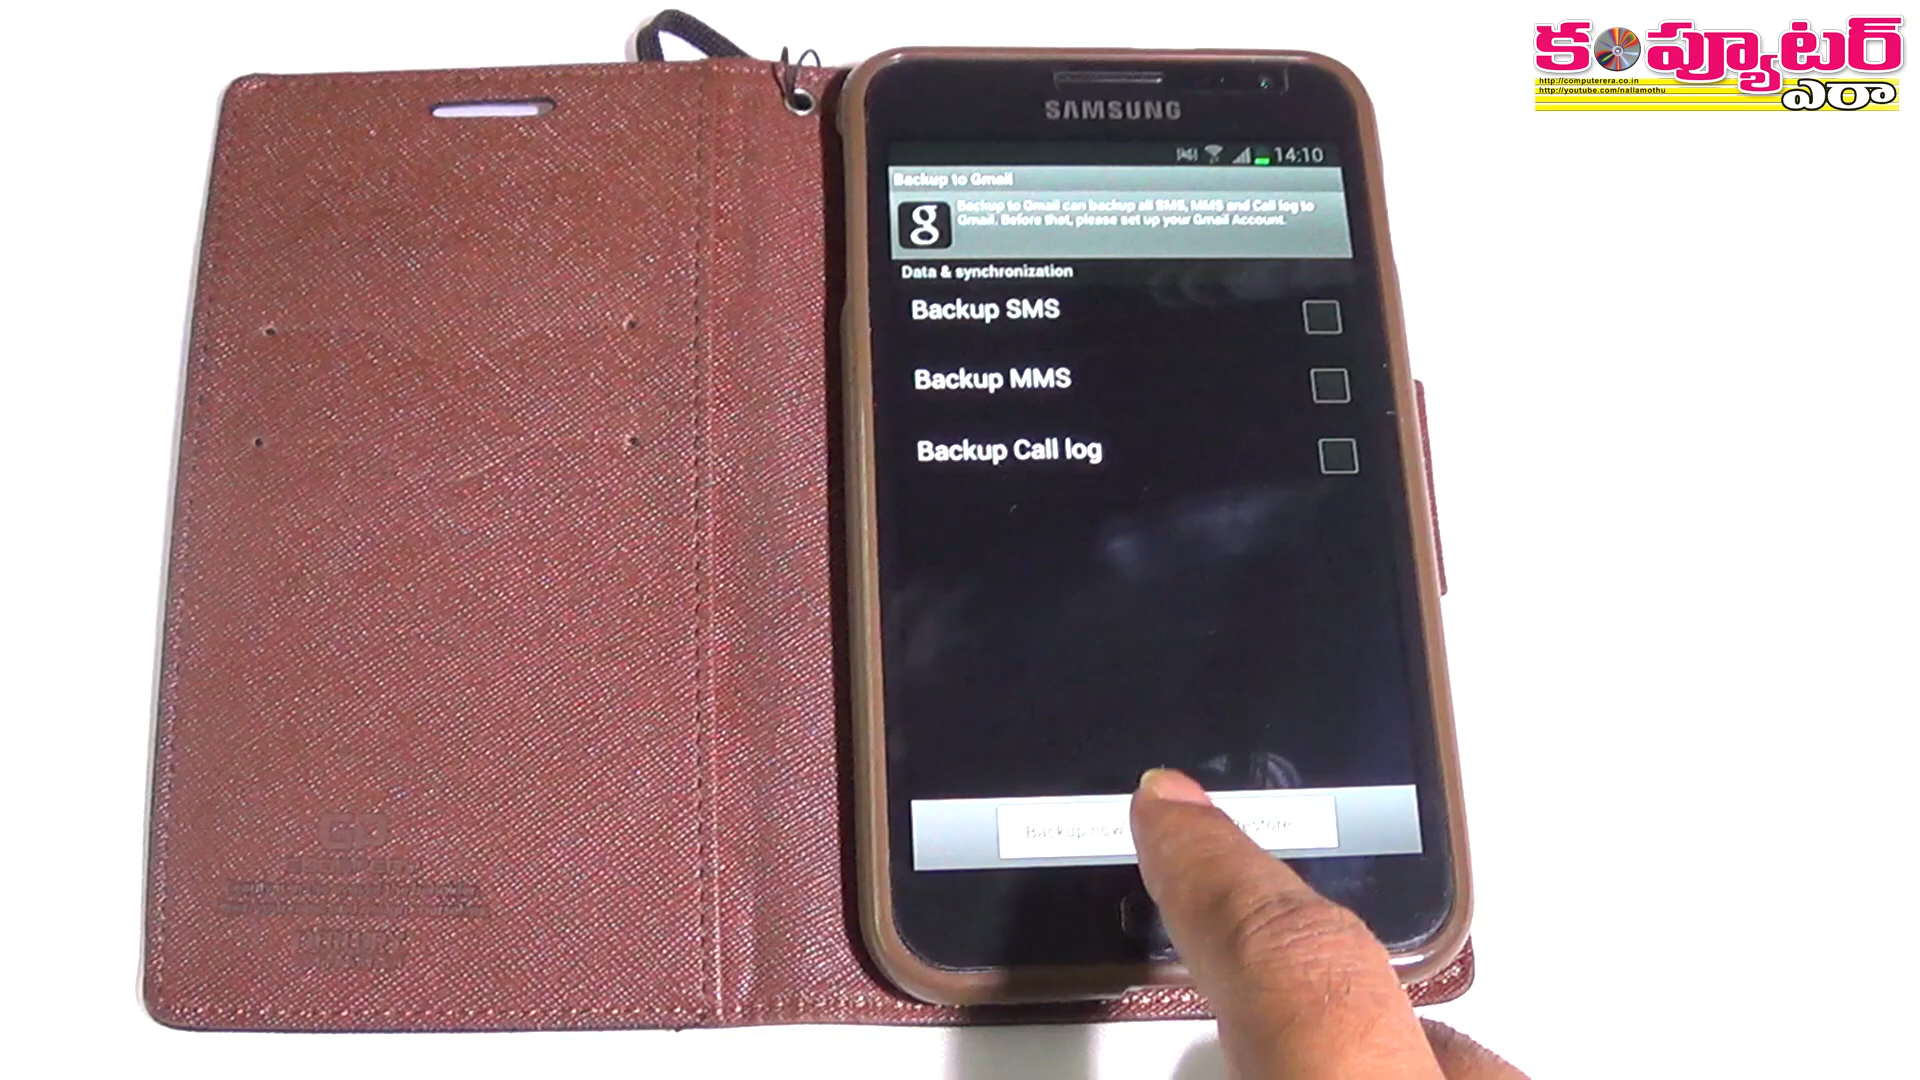 కంప్యూటర్
http://computerera.co.in
http://youtube.com/nallamothu
ఎరా
SAMSUNG
14:10
Backup to Gmail
g
Backup to Gmail can backup all SMS, MMS and Call log to
Gmail. Before that, please set up your Gmail Account.
Data & synchronization
Backup SMS
Backup MMS
Backup Call log
Backup now
Restore